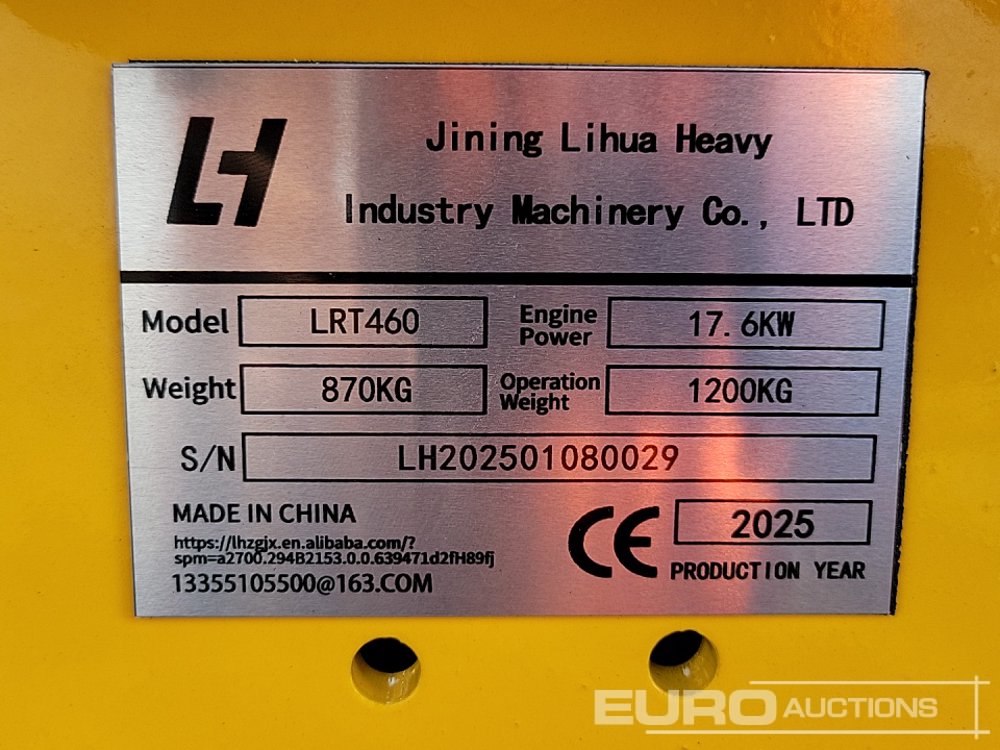 LH
Jining Lihua Heavy
Industry Machinery Co., LTD
Model LRT460 Engine Power 17.6KW
Weight 870KG Operation Weight 1200KG
S/N LH202501080029
MADE IN CHINA
https://lhzgjx.en.alibaba.com/?
spm=a2700.294B2153.0.0.639471d2fH89fj
13355105500@163.COM
CE 2025
PRODUCTION YEAR
EURO AUCTIONS